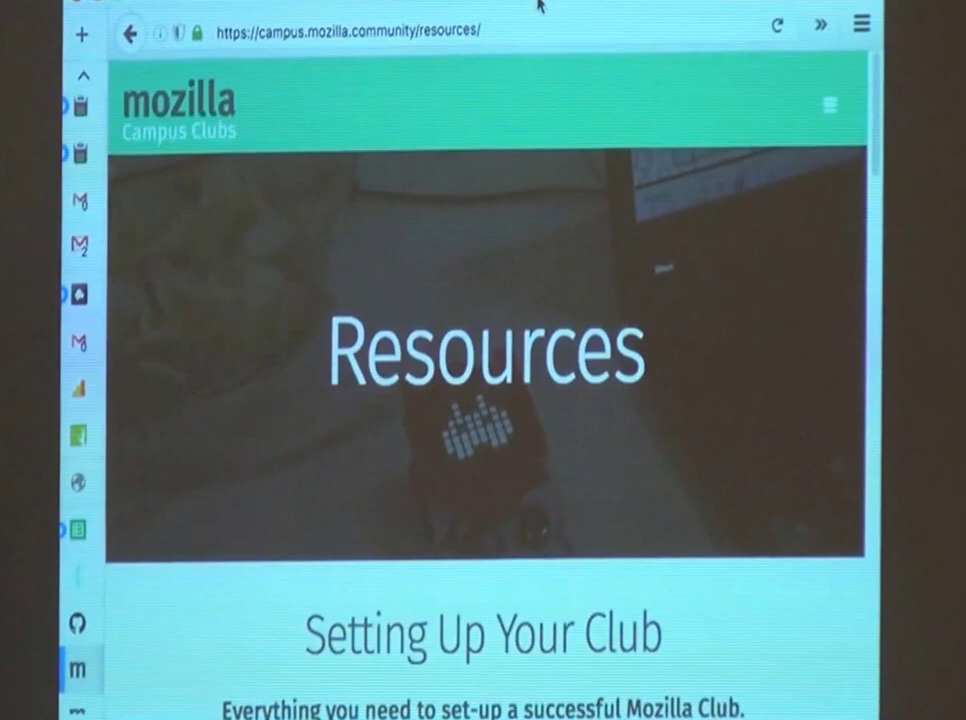 https://campus.mozilla.community/resources/
mozilla
Campus Clubs
Resources
Setting Up Your Club
Everything you need to set-up a successful Mozilla Club.
m